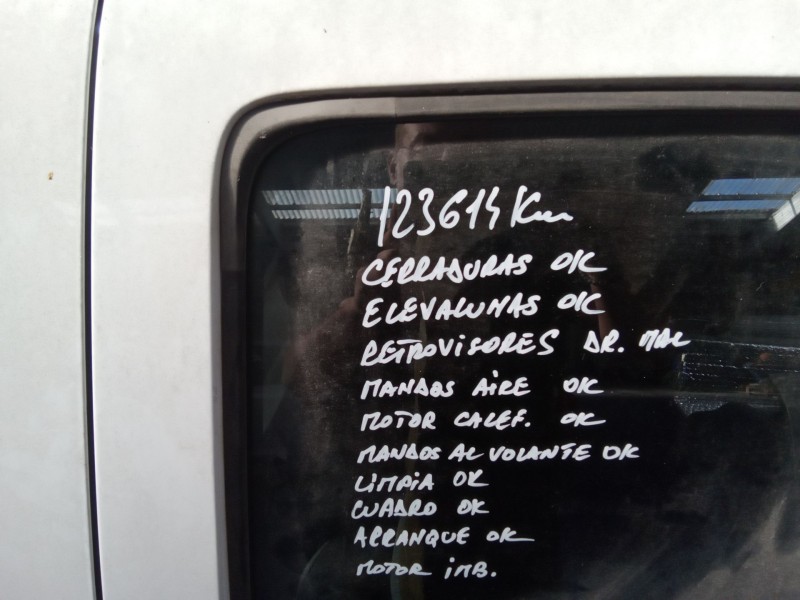 123614 Km
CERRADURAS OK
ELEVALUNAS OK
RETROVISORES DR. MAL
MANDOS AIRE OK
MOTOR CALEF. OK
MANDOS AL VOLANTE OK
LIMPIA OK
CUADRO OK
ARRANQUE OK
MOTOR IMB.